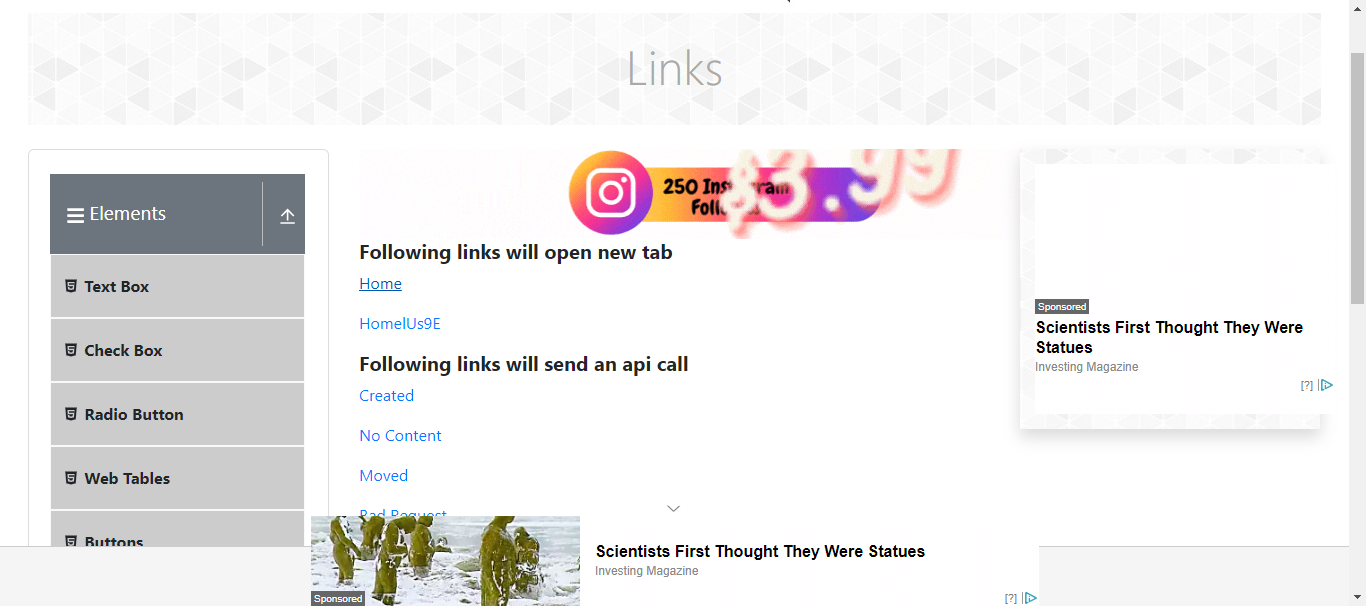 Links
Elements
Text Box
Check Box
Radio Button
Web Tables
Buttons
250
$3.99
Following links will open new tab
Home
HomelUs9E
Following links will send an api call
Created
No Content
Moved
Bad Request
Sponsored
Scientists First Thought They Were
Statues
Investing Magazine
[?]
Sponsored
Scientists First Thought They Were Statues
Investing Magazine
[?]